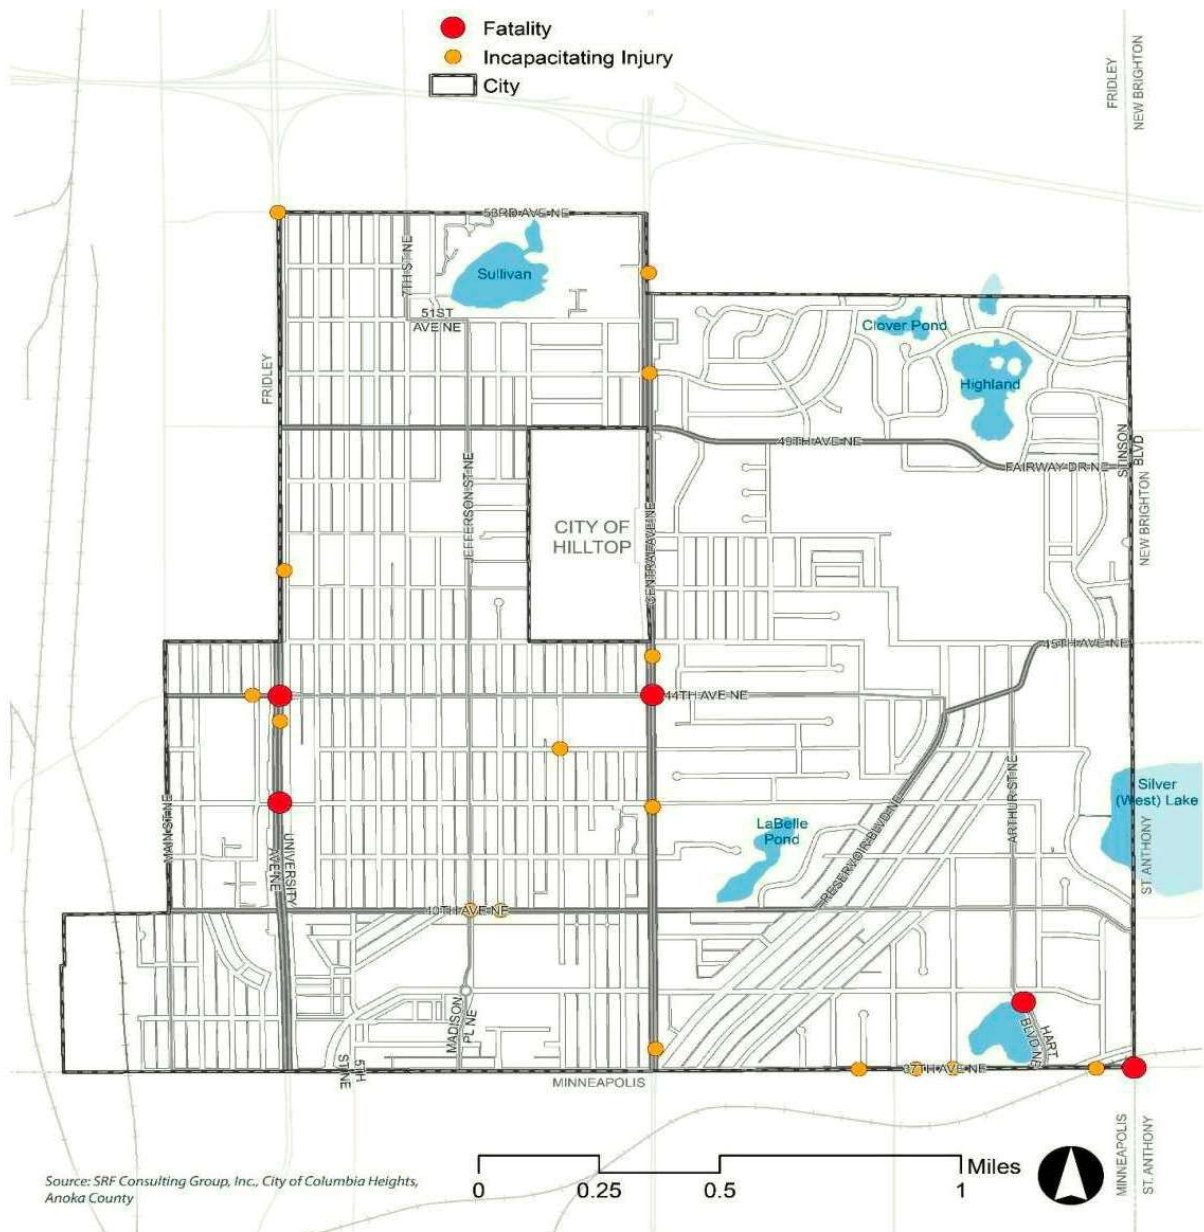 Fatality
Incapacitating Injury
City
FRIDLEY
NEW BRIGHTON
53RD AVE NE
7TH ST NE
Sullivan
51ST
AVE NE
Clover Pond
Highland
FRIDLEY
49TH AVE NE
FAIRWAY DR NE
STINSON
BLVD
NEW BRIGHTON
JEFFERSON ST NE
CITY OF
HILLTOP
CENTRAL AVE NE
45TH AVE NE
44TH AVE NE
MAIN ST NE
UNIVERSITY
AVE NE
LaBelle
Pond
RESERVOIR BLVD NE
ARTHUR ST NE
Silver
(West) Lake
ST. ANTHONY
40TH AVE NE
MADISON
PL NE
5TH
ST NE
HART
BLVD NE
37TH AVE NE
MINNEAPOLIS
MINNEAPOLIS
ST. ANTHONY
Miles
0
0.25
0.5
1
Source: SRF Consulting Group, Inc., City of Columbia Heights,
Anoka County